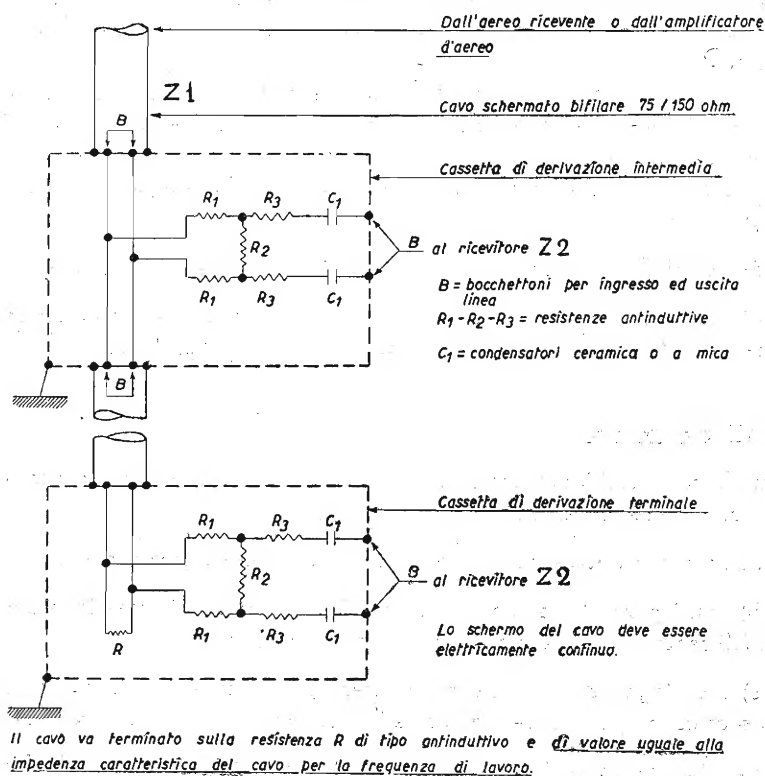 Dall'aereo ricevente o dall'amplificatore
d'aereo
Z1
Cavo schermato bifilare 75/150 ohm
B
Cassetta di derivazione intermedia
R1 R3 C1
R2
B al ricevitore Z2
R1 R3 C1
B = bocchettoni per ingresso ed uscita
linea
R1-R2-R3 = resistenze antinduttive
C1 = condensatori ceramica o a mica
B
Cassetta di derivazione terminale
R1 R3 C1
R2
B al ricevitore Z2
R R1 R3 C1
Lo schermo del cavo deve essere
elettricamente continuo.
Il cavo va terminato sulla resistenza R di tipo antinduttivo e di valore uguale alla
impedenza caratteristica del cavo per la frequenza di lavoro.